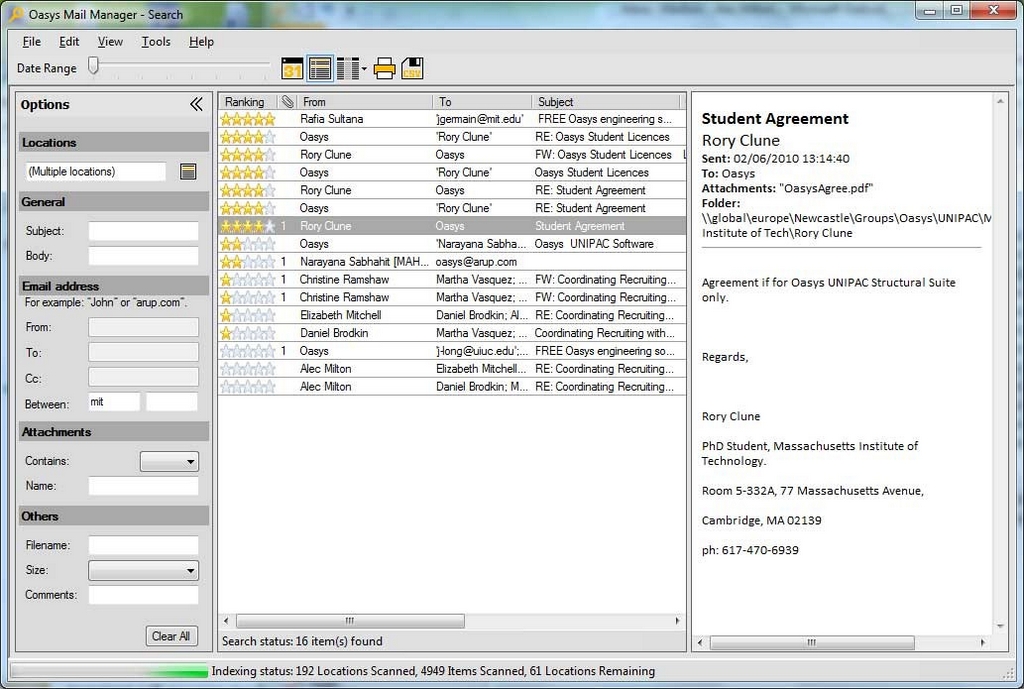 Oasys Mail Manager - Search
File Edit View Tools Help
Date Range
31
CSV
Options
Locations
(Multiple locations)
General
Subject:
Body:
Email address
For example: "John" or "arup.com".
From:
To:
Cc:
Between: mit
Attachments
Contains:
Name:
Others
Filename:
Size:
Comments:
Clear All
Ranking From To Subject
Rafia Sultana 'jgermain@mit.edu' FREE Oasys engineering s...
Oasys 'Rory Clune' RE: Oasys Student Licences
Rory Clune Oasys FW: Oasys Student Licences
Oasys 'Rory Clune' Oasys Student Licences
Rory Clune Oasys RE: Student Agreement
Oasys 'Rory Clune' RE: Student Agreement
1 Rory Clune Oasys Student Agreement
Oasys 'Narayana Sabha... Oasys UNIPAC Software
1 Narayana Sabhahit [MAH... oasys@arup.com
1 Christine Ramshaw Martha Vasquez; ... FW: Coordinating Recruiting...
1 Christine Ramshaw Martha Vasquez; ... FW: Coordinating Recruiting...
Elizabeth Mitchell Daniel Brodkin; Al... RE: Coordinating Recruiting...
Daniel Brodkin Martha Vasquez; ... Coordinating Recruiting with...
1 Oasys 'j-long@uiuc.edu';... FREE Oasys engineering so...
Alec Milton Elizabeth Mitchell... RE: Coordinating Recruiting...
Alec Milton Daniel Brodkin; M... RE: Coordinating Recruiting...
Search status: 16 item(s) found
Student Agreement
Rory Clune
Sent: 02/06/2010 13:14:40
To: Oasys
Attachments: "OasysAgree.pdf"
Folder:
\\global\europe\Newcastle\Groups\Oasys\UNIPAC\M
Institute of Tech\Rory Clune
Agreement if for Oasys UNIPAC Structural Suite
only.
Regards,
Rory Clune
PhD Student, Massachusetts Institute of
Technology.
Room 5-332A, 77 Massachusetts Avenue,
Cambridge, MA 02139
ph: 617-470-6939
Indexing status: 192 Locations Scanned, 4949 Items Scanned, 61 Locations Remaining